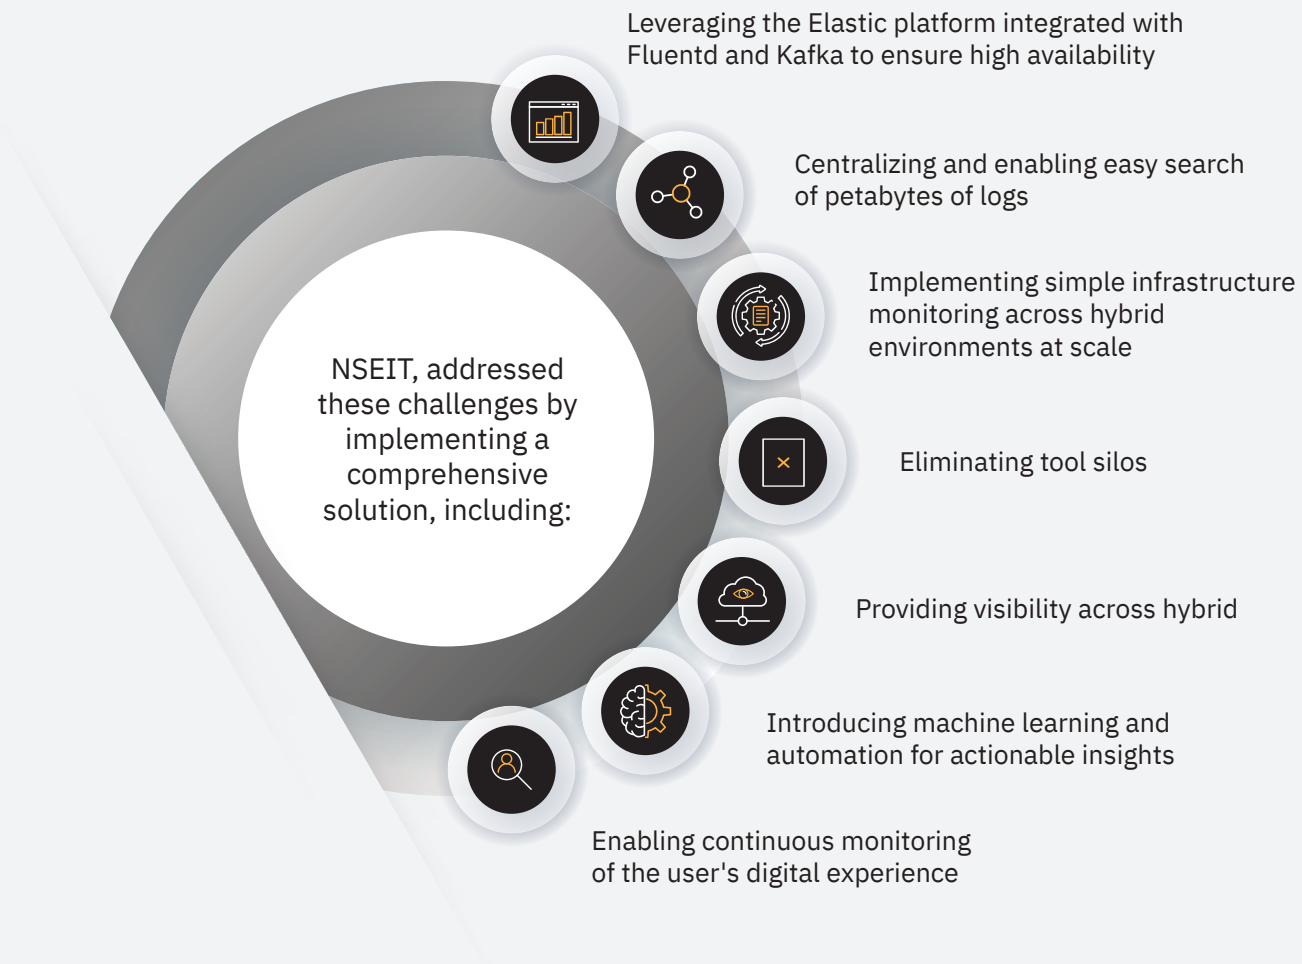 Leveraging the Elastic platform integrated with
Fluentd and Kafka to ensure high availability
Centralizing and enabling easy search
of petabytes of logs
Implementing simple infrastructure
monitoring across hybrid
environments at scale
NSEIT, addressed
these challenges by
implementing a
comprehensive
solution, including:
Eliminating tool silos
Providing visibility across hybrid
Introducing machine learning and
automation for actionable insights
Enabling continuous monitoring
of the user's digital experience